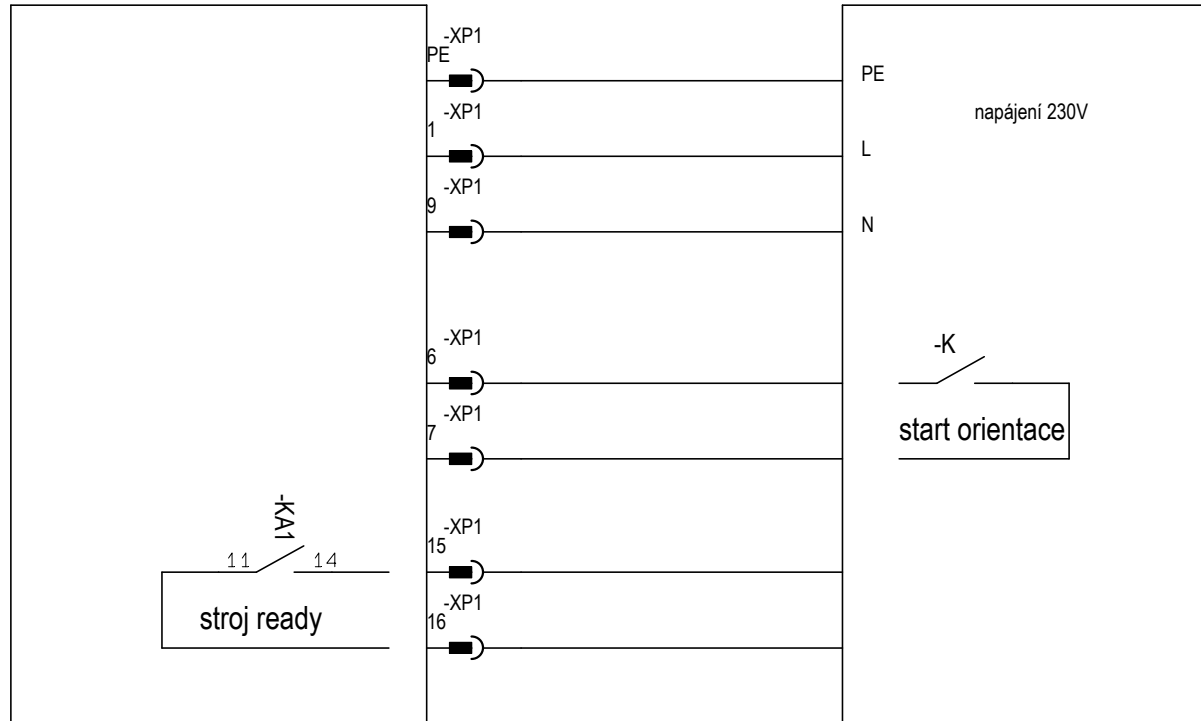 -XP1
PE
PE
napájení 230V
-XP1
1
L
-XP1
9
N
-XP1
6
-K
-XP1
7
start orientace
-KA1
-XP1
15
11 14
-XP1
stroj ready
16